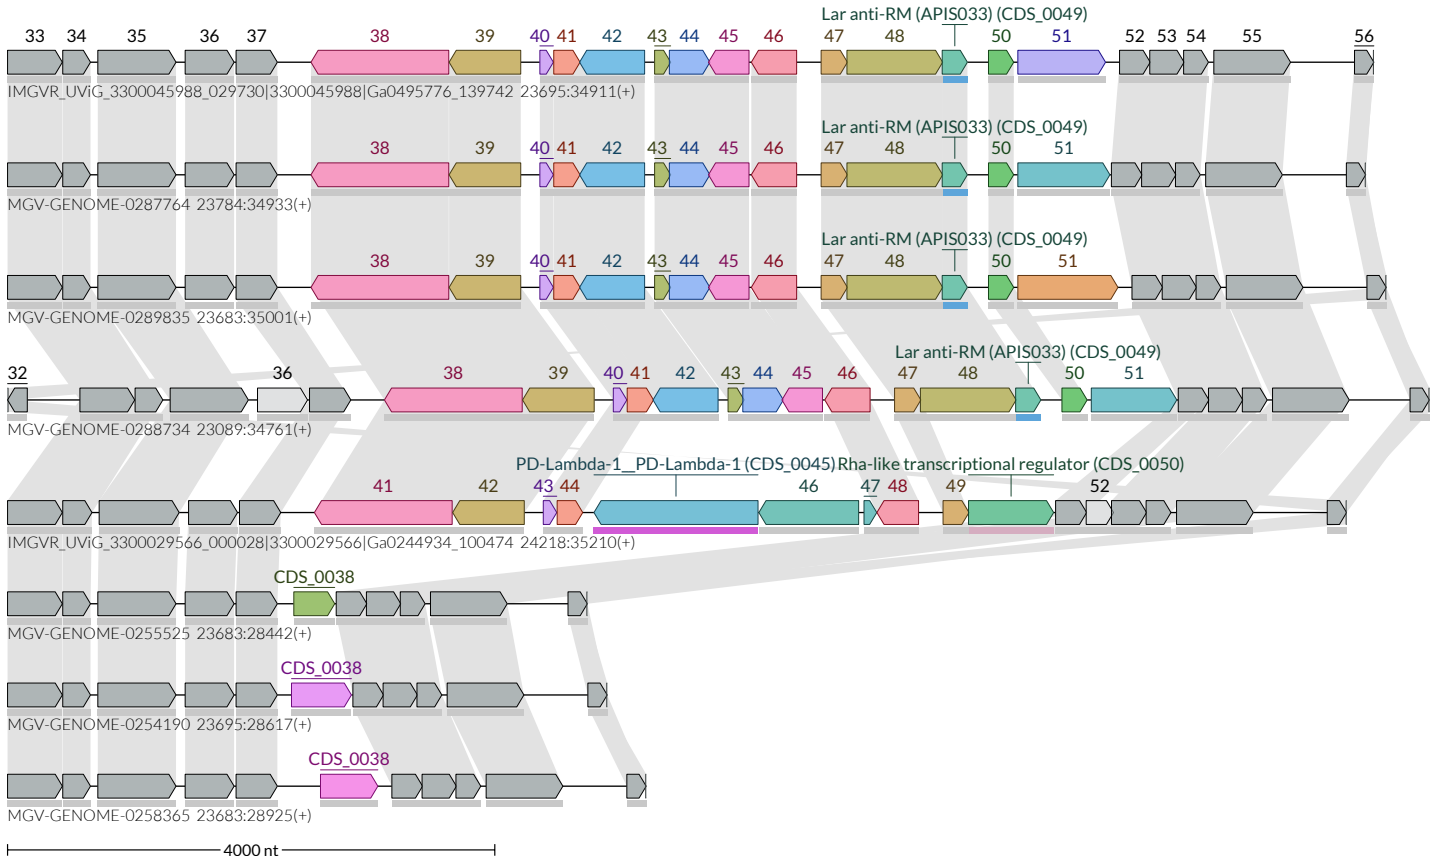 Lar anti-RM (APIS033) (CDS_0049)
33 34 35 36 37 38 39 40 41 42 43 44 45 46 47 48 50 51 52 53 54 55 56
IMGVR_UViG_3300045988_029730|3300045988|Ga0495776_139742 23695:34911(+)
Lar anti-RM (APIS033) (CDS_0049)
38 39 40 41 42 43 44 45 46 47 48 50 51
MGV-GENOME-0287764 23784:34933(+)
Lar anti-RM (APIS033) (CDS_0049)
38 39 40 41 42 43 44 45 46 47 48 50 51
MGV-GENOME-0289835 23683:35001(+)
Lar anti-RM (APIS033) (CDS_0049)
32 36 38 39 40 41 42 43 44 45 46 47 48 50 51
MGV-GENOME-0288734 23089:34761(+)
PD-Lambda-1__PD-Lambda-1 (CDS_0045) Rha-like transcriptional regulator (CDS_0050)
41 42 43 44 46 47 48 49 52
IMGVR_UViG_3300029566_000028|3300029566|Ga0244934_100474 24218:35210(+)
CDS_0038
MGV-GENOME-0255525 23683:28442(+)
CDS_0038
MGV-GENOME-0254190 23695:28617(+)
CDS_0038
MGV-GENOME-0258365 23683:28925(+)
4000 nt